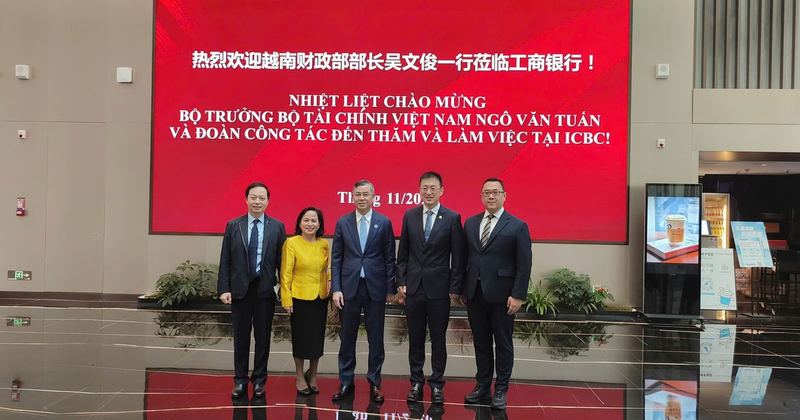 热烈欢迎越南财政部部长吴文俊一行莅临工商银行！
NHIỆT LIỆT CHÀO MỪNG
BỘ TRƯỞNG BỘ TÀI CHÍNH VIỆT NAM NGÔ VĂN TUẤN
VÀ ĐOÀN CÔNG TÁC ĐẾN THĂM VÀ LÀM VIỆC TẠI ICBC!